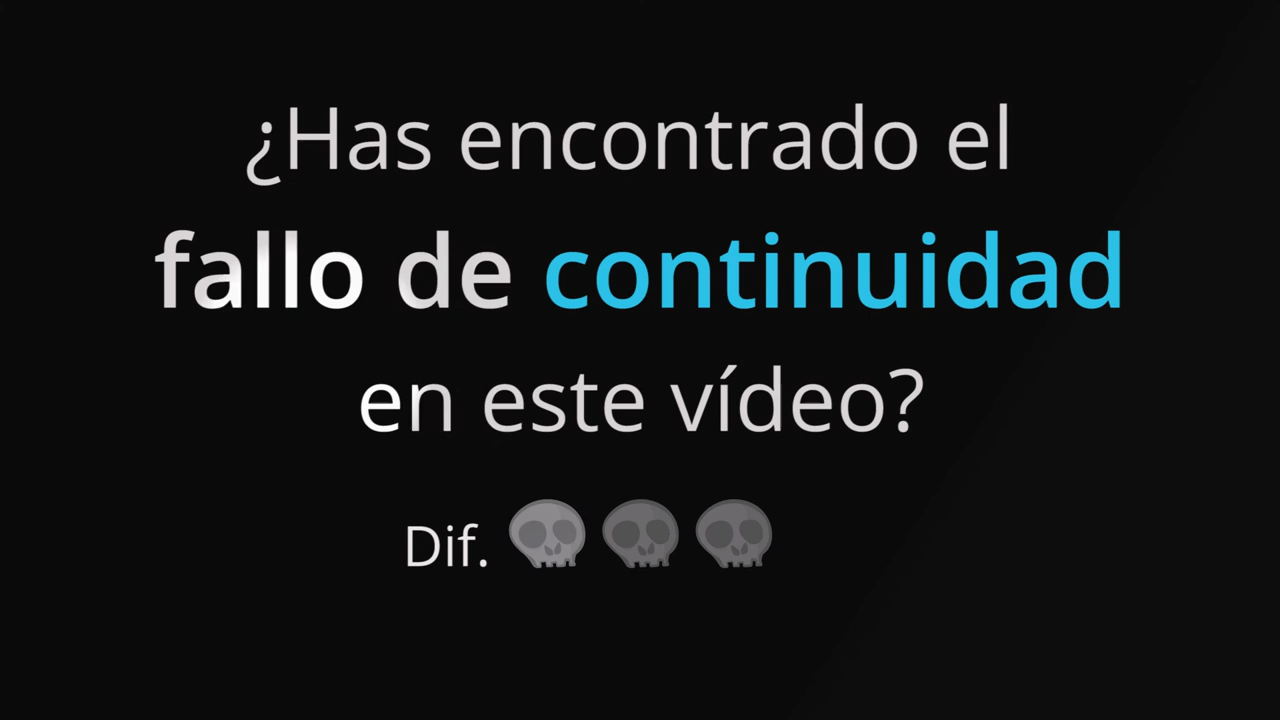 ¿Has encontrado el
fallo de continuidad
en este vídeo?
Dif.